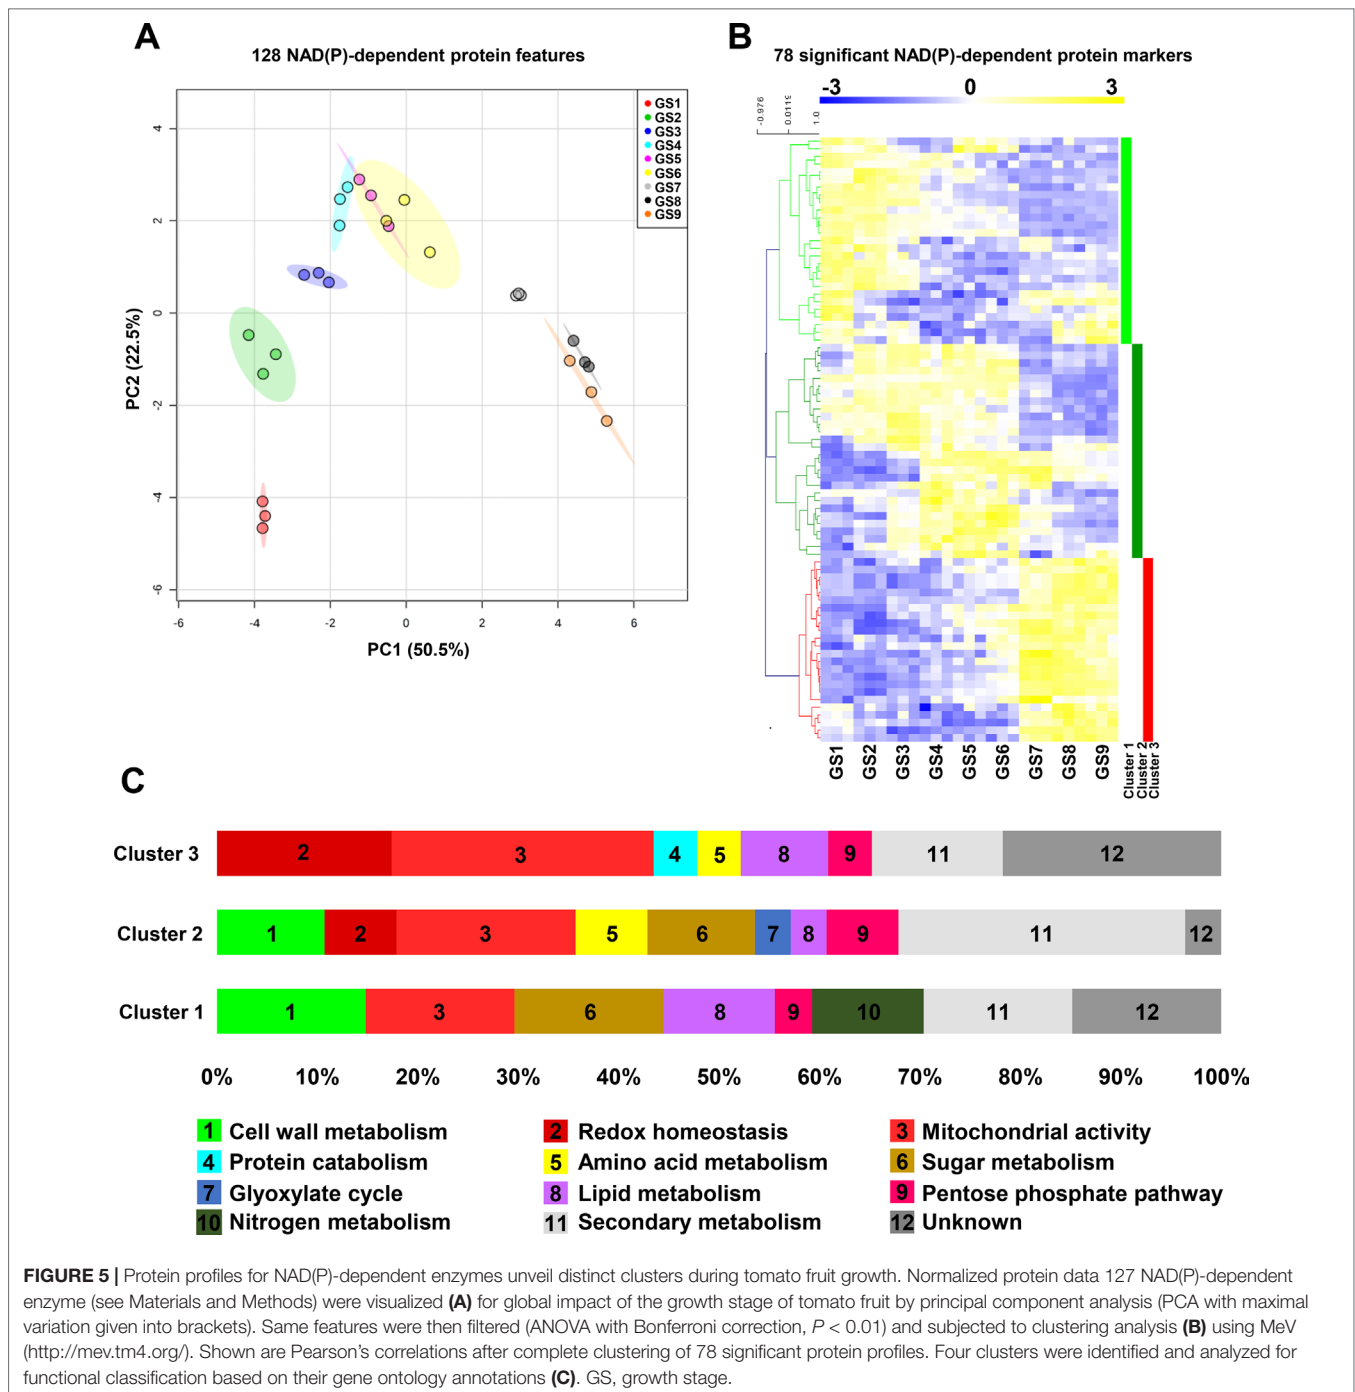 A
128 NAD(P)-dependent protein features
GS1
GS2
GS3
GS4
GS5
GS6
GS7
GS8
GS9
4
2
0
-2
-4
-6
PC2 (22.5%)
-6 -4 -2 0 2 4 6
PC1 (50.5%)
B
78 significant NAD(P)-dependent protein markers
-3 0 3
-0.976 0.0119 1.0
GS1 GS2 GS3 GS4 GS5 GS6 GS7 GS8 GS9 Cluster 1 Cluster 2 Cluster 3
C
Cluster 3 2 3 4 5 8 9 11 12
Cluster 2 1 2 3 5 6 7 8 9 11 12
Cluster 1 1 3 6 8 9 10 11 12
0% 10% 20% 30% 40% 50% 60% 70% 80% 90% 100%
1 Cell wall metabolism 2 Redox homeostasis 3 Mitochondrial activity
4 Protein catabolism 5 Amino acid metabolism 6 Sugar metabolism
7 Glyoxylate cycle 8 Lipid metabolism 9 Pentose phosphate pathway
10 Nitrogen metabolism 11 Secondary metabolism 12 Unknown
FIGURE 5 | Protein profiles for NAD(P)-dependent enzymes unveil distinct clusters during tomato fruit growth. Normalized protein data 127 NAD(P)-dependent
enzyme (see Materials and Methods) were visualized (A) for global impact of the growth stage of tomato fruit by principal component analysis (PCA with maximal
variation given into brackets). Same features were then filtered (ANOVA with Bonferroni correction, P < 0.01) and subjected to clustering analysis (B) using MeV
(http://mev.tm4.org/). Shown are Pearson's correlations after complete clustering of 78 significant protein profiles. Four clusters were identified and analyzed for
functional classification based on their gene ontology annotations (C). GS, growth stage.